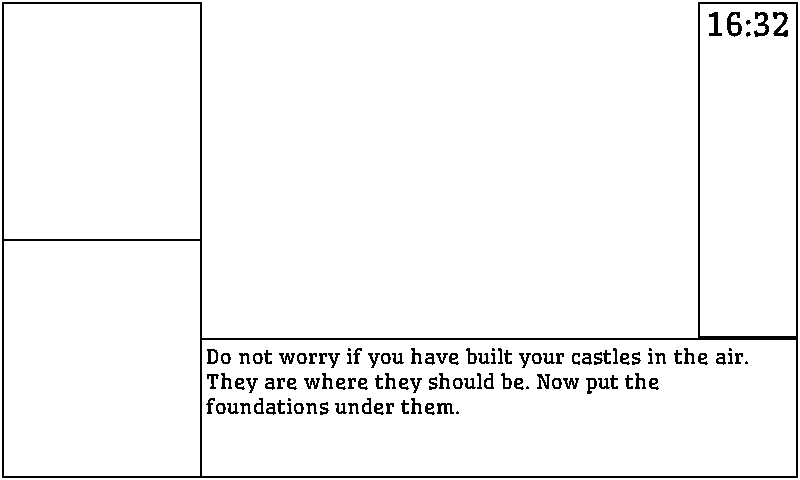 16:32
Do not worry if you have built your castles in the air.
They are where they should be. Now put the
foundations under them.